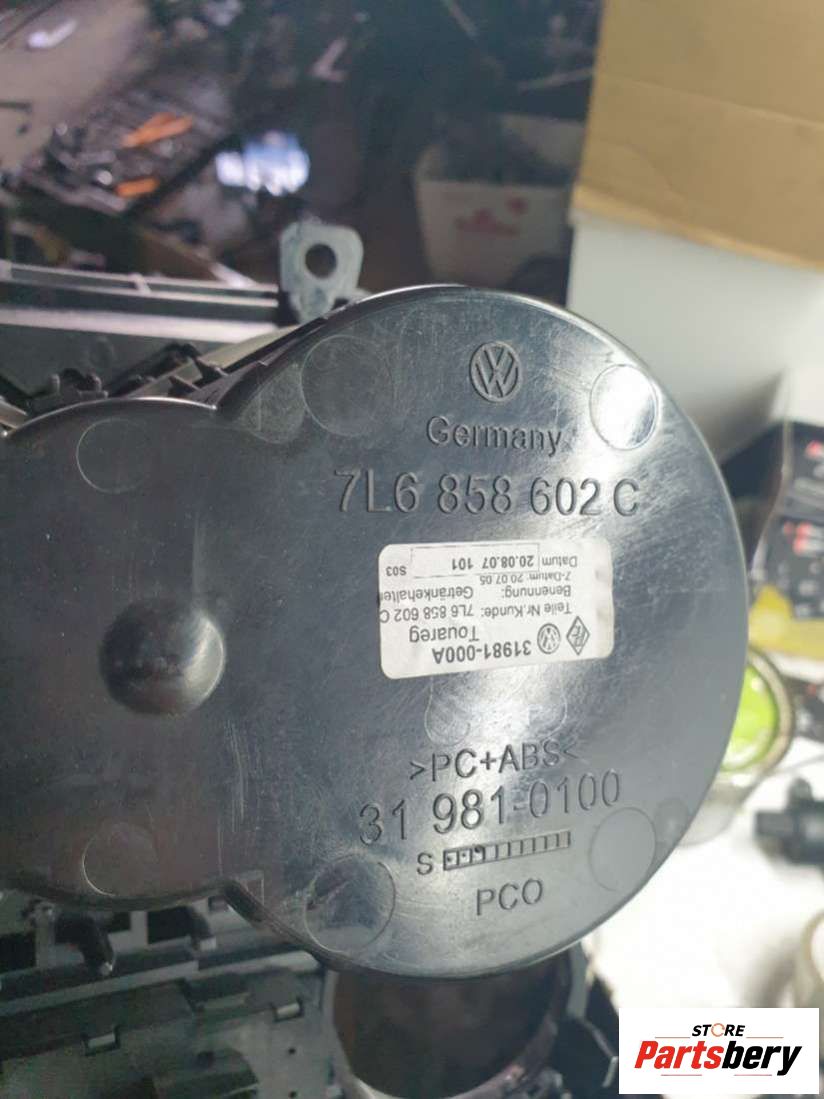 Germany
7L6 858 602 C
31981-000A
Touareg
Teile Nr.Kunde: 7L6 858 602 C
Benennung: Getränkehalter
Z-Datum: 20.07.05
Datum 20.08.07 101 S03
>PC+ABS<
31 981-0100
S
PCO
STORE
Partsbery